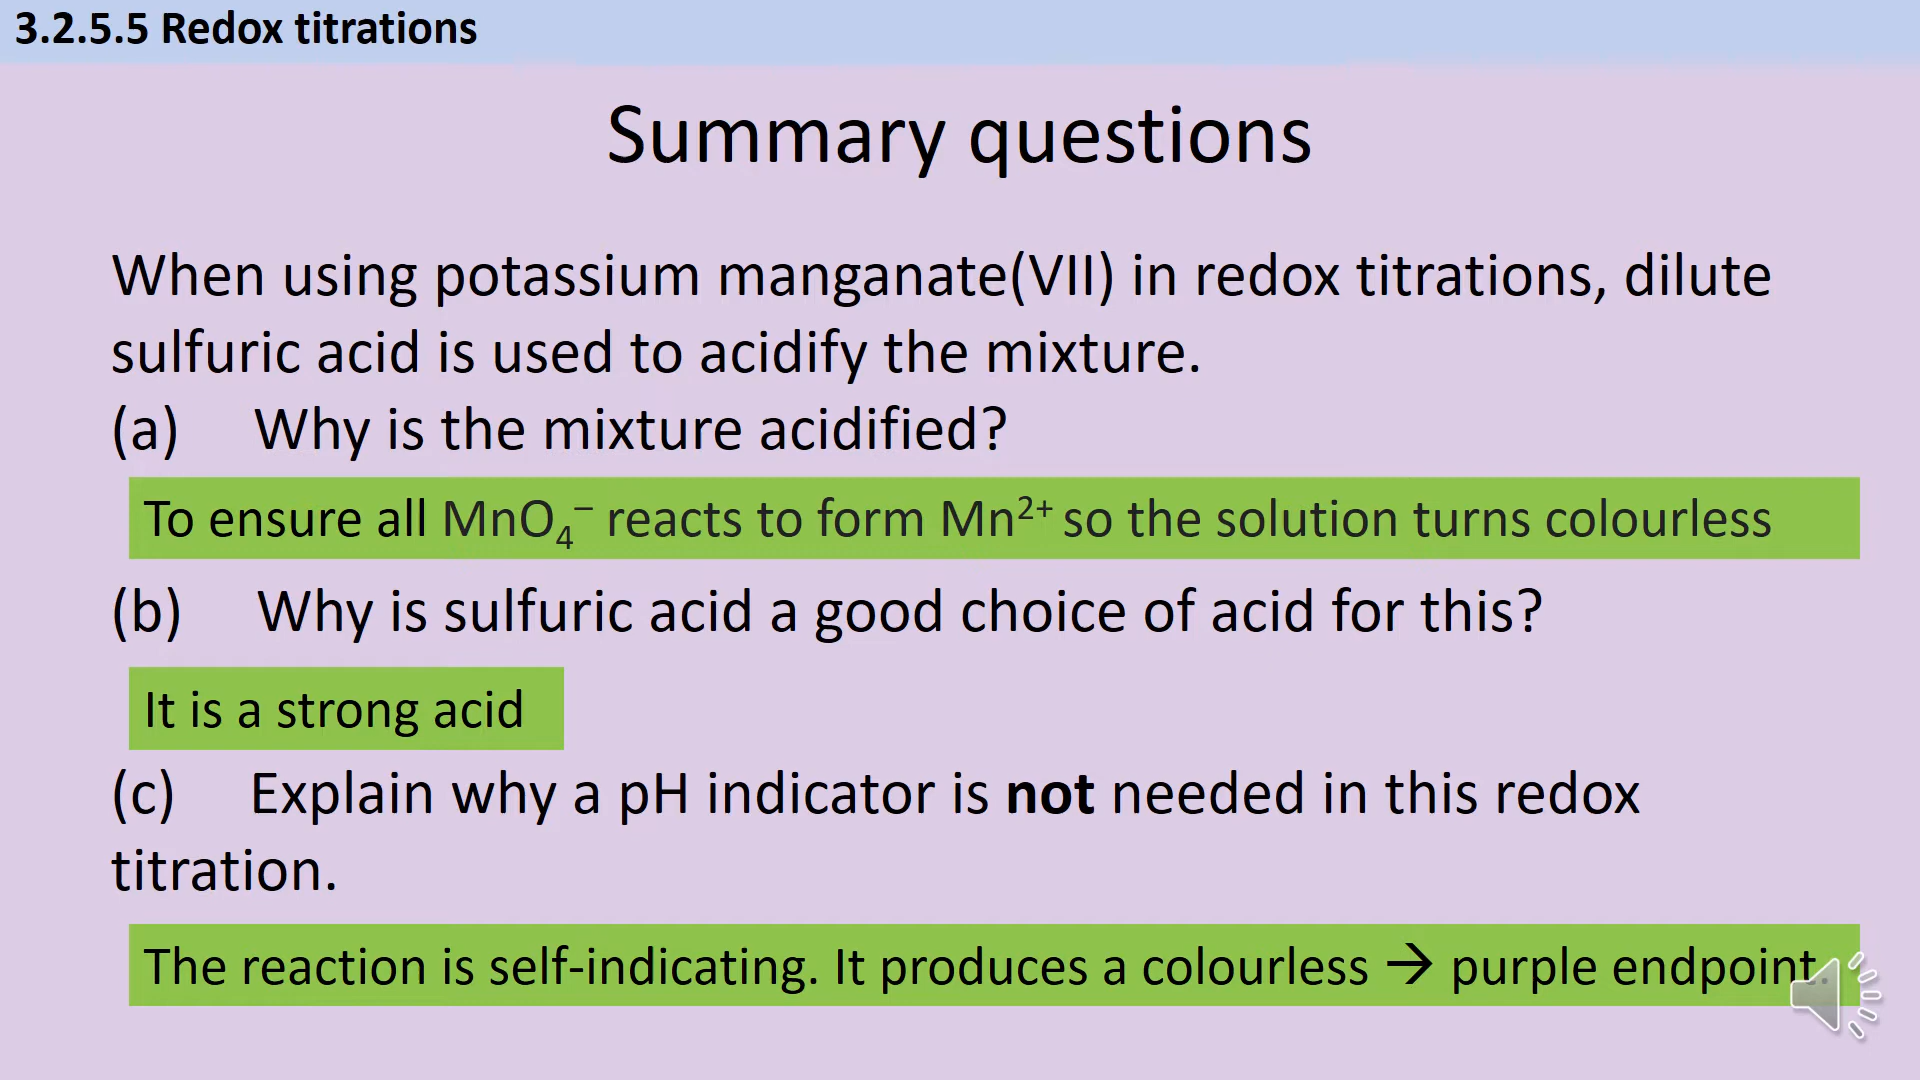 3.2.5.5 Redox titrations
Summary questions
When using potassium manganate(VII) in redox titrations, dilute
sulfuric acid is used to acidify the mixture.
(a) Why is the mixture acidified?
To ensure all MnO₄⁻ reacts to form Mn²⁺ so the solution turns colourless
(b) Why is sulfuric acid a good choice of acid for this?
It is a strong acid
(c) Explain why a pH indicator is not needed in this redox
titration.
The reaction is self-indicating. It produces a colourless → purple endpoint.